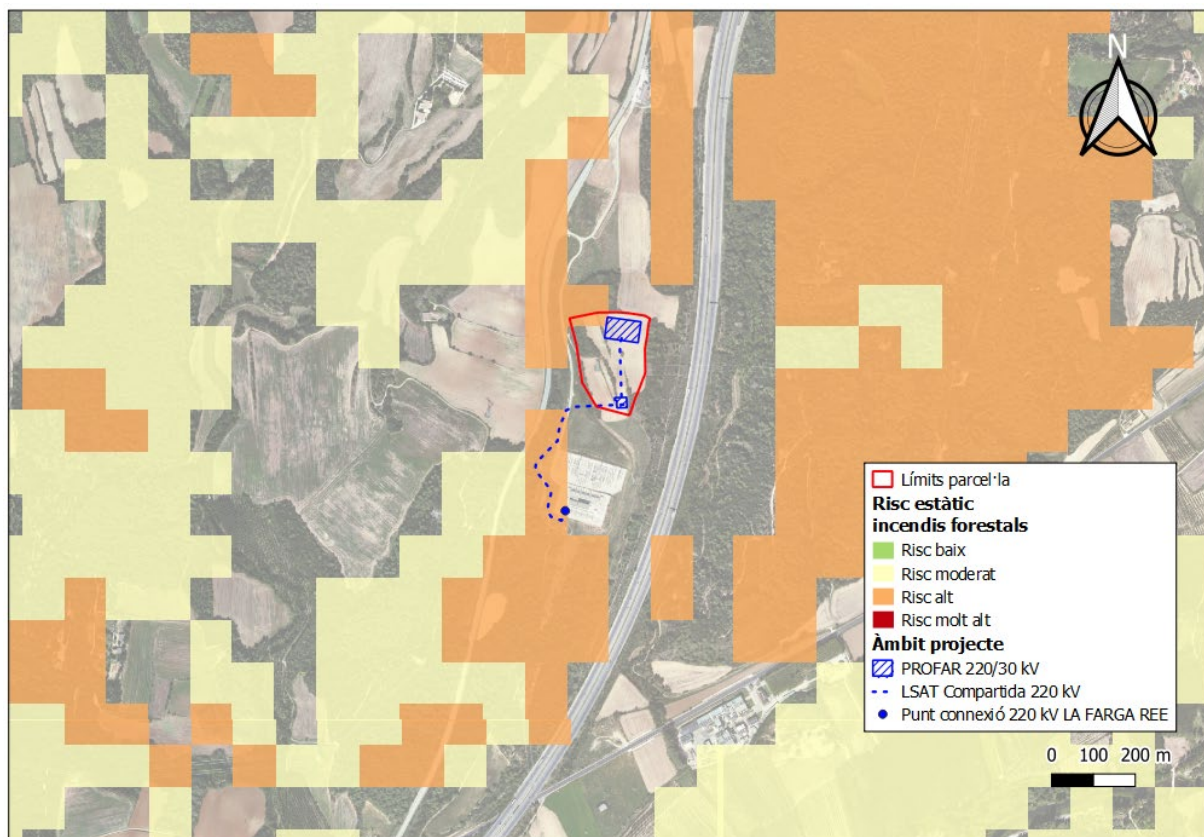 N
Límits parcel·la
Risc estàtic
incendis forestals
Risc baix
Risc moderat
Risc alt
Risc molt alt
Àmbit projecte
PROFAR 220/30 kV
LSAT Compartida 220 kV
Punt connexió 220 kV LA FARGA REE
0 100 200 m